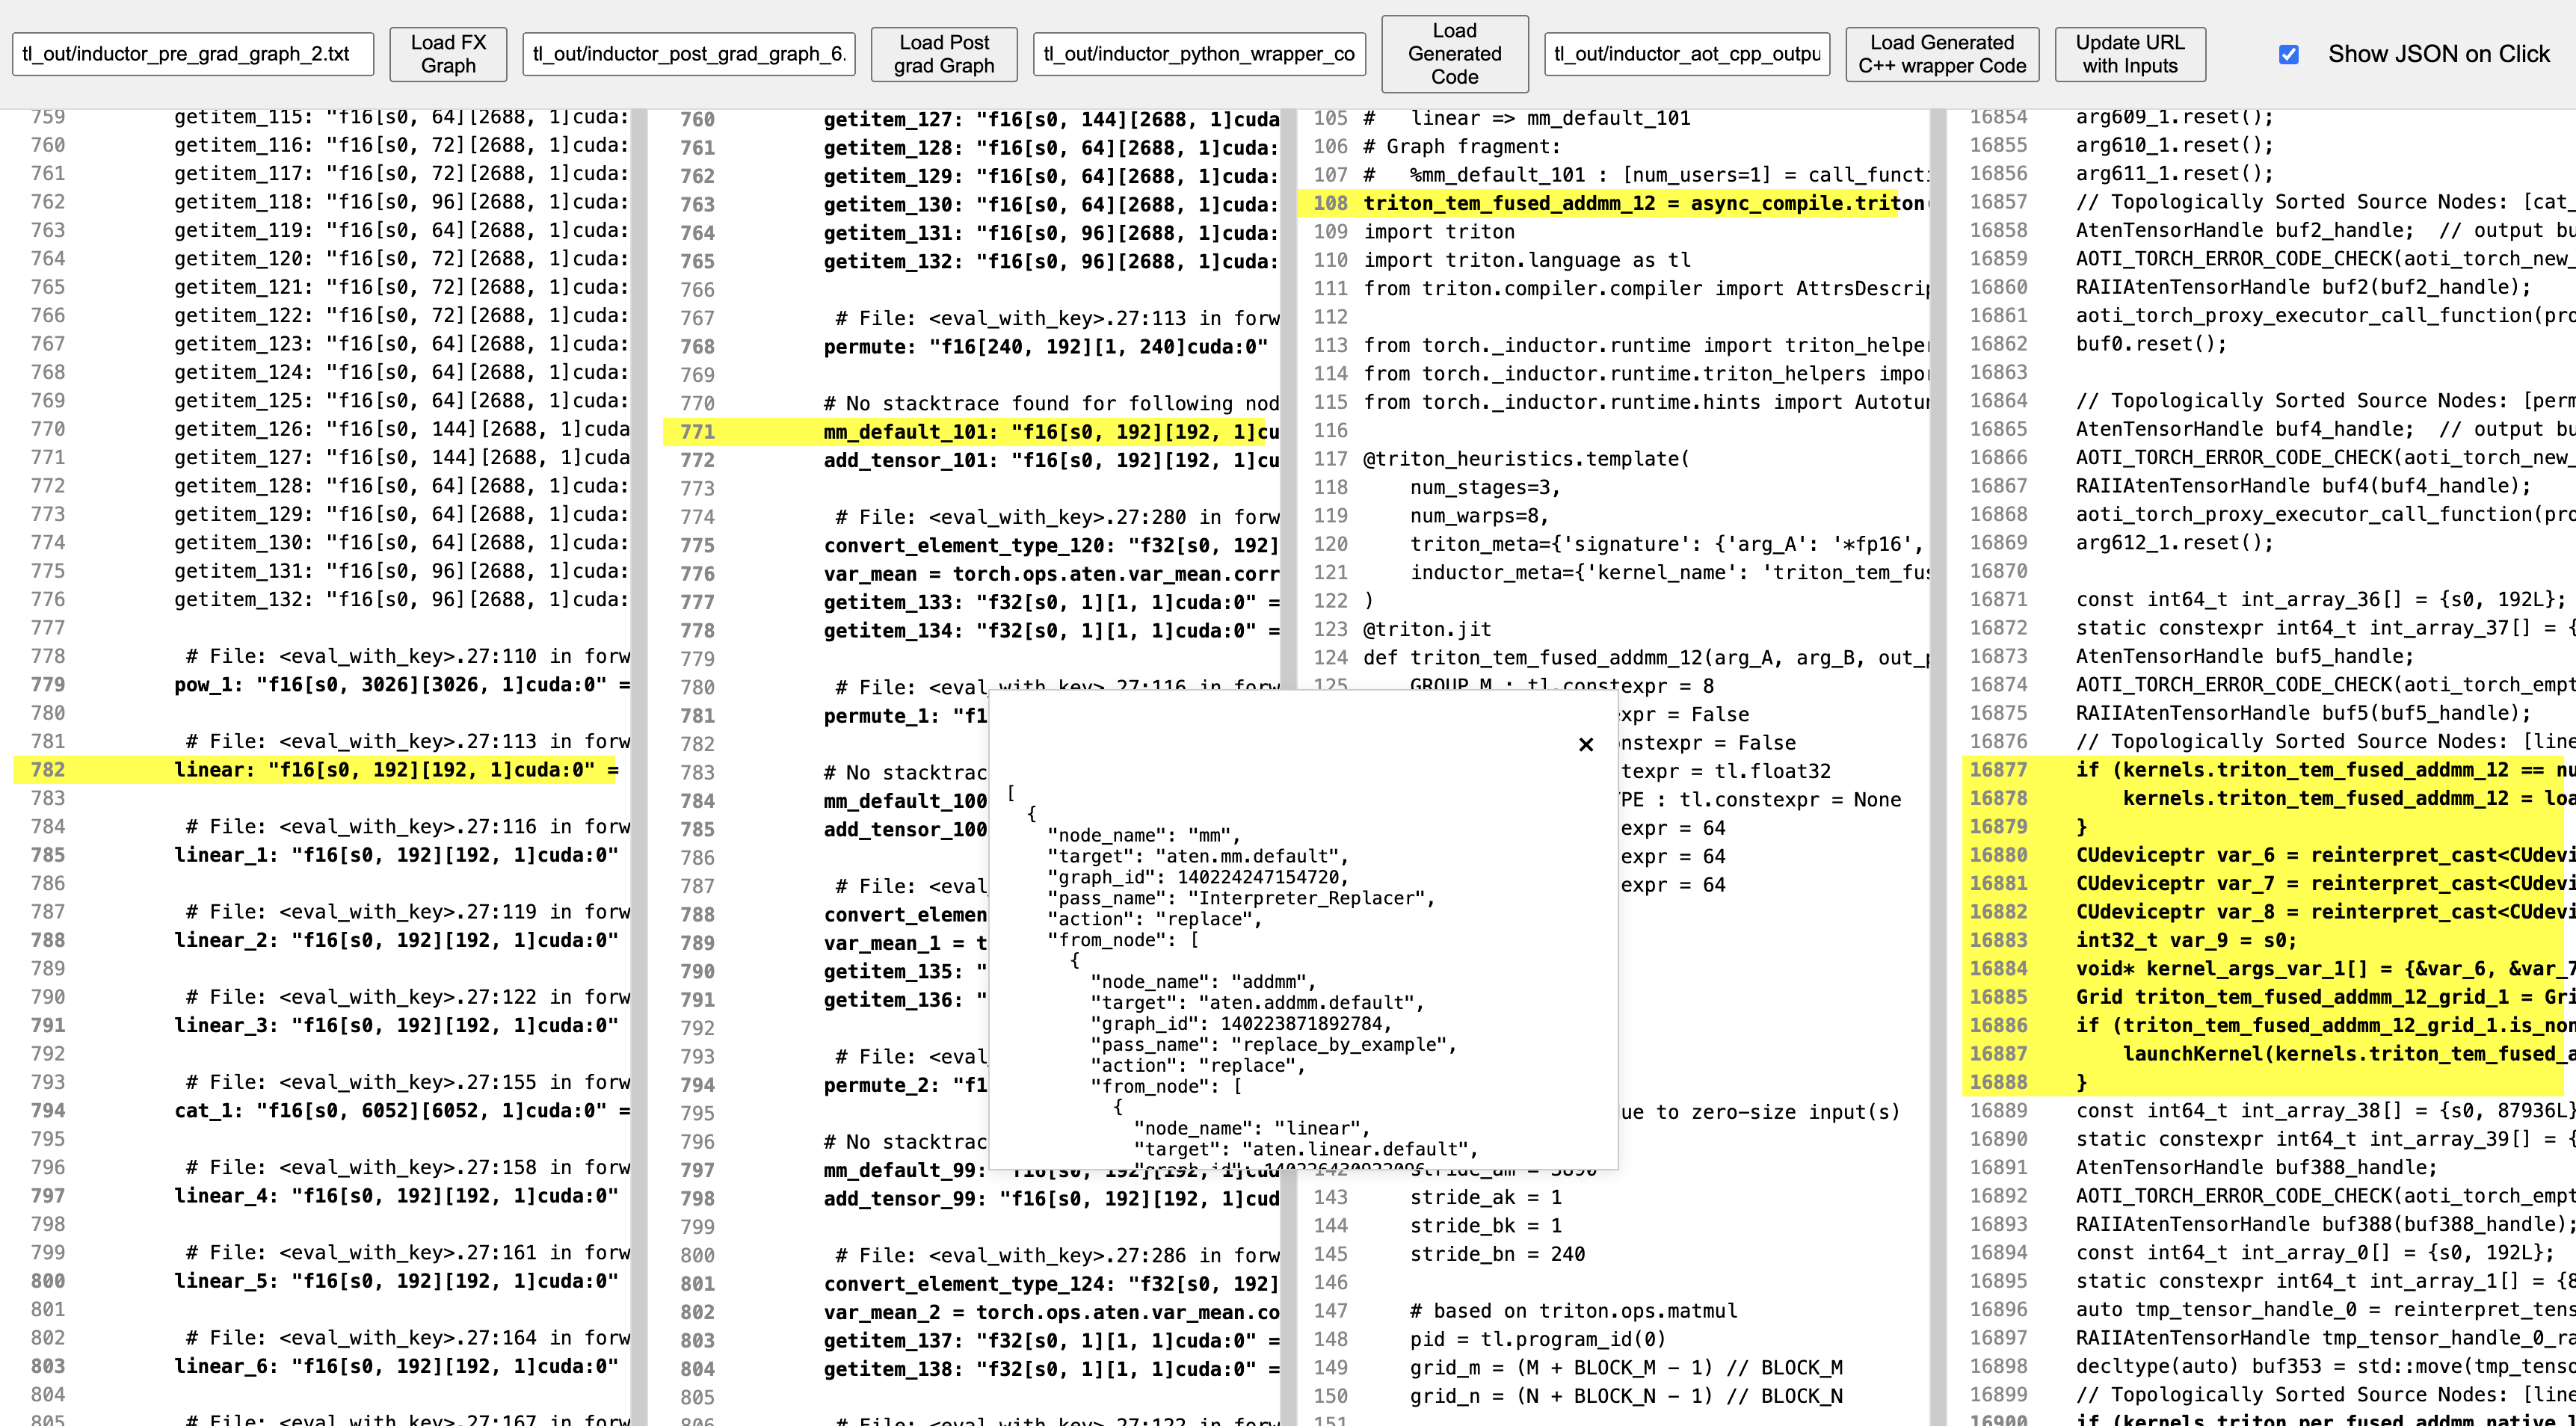 tl_out/inductor_pre_grad_graph_2.txt
Load FX
Graph
tl_out/inductor_post_grad_graph_6.
Load Post
grad Graph
tl_out/inductor_python_wrapper_co
Load
Generated
Code
tl_out/inductor_aot_cpp_outpu
Load Generated
C++ wrapper Code
Update URL
with Inputs
Show JSON on Click
759 getitem_115: "f16[s0, 64][2688, 1]cuda:
760 getitem_116: "f16[s0, 72][2688, 1]cuda:
761 getitem_117: "f16[s0, 72][2688, 1]cuda:
762 getitem_118: "f16[s0, 96][2688, 1]cuda:
763 getitem_119: "f16[s0, 64][2688, 1]cuda:
764 getitem_120: "f16[s0, 72][2688, 1]cuda:
765 getitem_121: "f16[s0, 72][2688, 1]cuda:
766 getitem_122: "f16[s0, 72][2688, 1]cuda:
767 getitem_123: "f16[s0, 64][2688, 1]cuda:
768 getitem_124: "f16[s0, 64][2688, 1]cuda:
769 getitem_125: "f16[s0, 64][2688, 1]cuda:
770 getitem_126: "f16[s0, 144][2688, 1]cuda
771 getitem_127: "f16[s0, 144][2688, 1]cuda
772 getitem_128: "f16[s0, 64][2688, 1]cuda:
773 getitem_129: "f16[s0, 64][2688, 1]cuda:
774 getitem_130: "f16[s0, 64][2688, 1]cuda:
775 getitem_131: "f16[s0, 96][2688, 1]cuda:
776 getitem_132: "f16[s0, 96][2688, 1]cuda:
777
778 # File: <eval_with_key>.27:110 in forw
779 pow_1: "f16[s0, 3026][3026, 1]cuda:0" =
780
781 # File: <eval_with_key>.27:113 in forw
782 linear: "f16[s0, 192][192, 1]cuda:0" =
783
784 # File: <eval_with_key>.27:116 in forw
785 linear_1: "f16[s0, 192][192, 1]cuda:0"
786
787 # File: <eval_with_key>.27:119 in forw
788 linear_2: "f16[s0, 192][192, 1]cuda:0"
789
790 # File: <eval_with_key>.27:122 in forw
791 linear_3: "f16[s0, 192][192, 1]cuda:0"
792
793 # File: <eval_with_key>.27:155 in forw
794 cat_1: "f16[s0, 6052][6052, 1]cuda:0" =
795
796 # File: <eval_with_key>.27:158 in forw
797 linear_4: "f16[s0, 192][192, 1]cuda:0"
798
799 # File: <eval_with_key>.27:161 in forw
800 linear_5: "f16[s0, 192][192, 1]cuda:0"
801
802 # File: <eval_with_key>.27:164 in forw
803 linear_6: "f16[s0, 192][192, 1]cuda:0"
804
805 # File: <eval_with_key>.27:167 in forw
760 getitem_127: "f16[s0, 144][2688, 1]cuda
761 getitem_128: "f16[s0, 64][2688, 1]cuda:
762 getitem_129: "f16[s0, 64][2688, 1]cuda:
763 getitem_130: "f16[s0, 64][2688, 1]cuda:
764 getitem_131: "f16[s0, 96][2688, 1]cuda:
765 getitem_132: "f16[s0, 96][2688, 1]cuda:
766
767 # File: <eval_with_key>.27:113 in forw
768 permute: "f16[240, 192][1, 240]cuda:0"
769
770 # No stacktrace found for following nod
771 mm_default_101: "f16[s0, 192][192, 1]cu
772 add_tensor_101: "f16[s0, 192][192, 1]cu
773
774 # File: <eval_with_key>.27:280 in forw
775 convert_element_type_120: "f32[s0, 192]
776 var_mean = torch.ops.aten.var_mean.corr
777 getitem_133: "f32[s0, 1][1, 1]cuda:0" =
778 getitem_134: "f32[s0, 1][1, 1]cuda:0" =
779
780 # File: <eval_with_key>.27:116 in forw
781 permute_1: "f1
782
783 # No stacktrac
784 mm_default_100
785 add_tensor_100
786
787 # File: <eval_
788 convert_elemen
789 var_mean_1 = t
790 getitem_135: "
791 getitem_136: "
792
793 # File: <eval_
794 permute_2: "f1
795
796 # No stacktrac
797 mm_default_99: "f16[s0, 192][192, 1]cud
798 add_tensor_99: "f16[s0, 192][192, 1]cud
799
800 # File: <eval_with_key>.27:286 in forw
801 convert_element_type_124: "f32[s0, 192]
802 var_mean_2 = torch.ops.aten.var_mean.co
803 getitem_137: "f32[s0, 1][1, 1]cuda:0" =
804 getitem_138: "f32[s0, 1][1, 1]cuda:0" =
805
806 # File: <eval_with_key>.27:122 in forw
105 # linear => mm_default_101
106 # Graph fragment:
107 # %mm_default_101 : [num_users=1] = call_functi
108 triton_tem_fused_addmm_12 = async_compile.triton(
109 import triton
110 import triton.language as tl
111 from triton.compiler.compiler import AttrsDescrip
112
113 from torch._inductor.runtime import triton_helper
114 from torch._inductor.runtime.triton_helpers impor
115 from torch._inductor.runtime.hints import Autotun
116
117 @triton_heuristics.template(
118 num_stages=3,
119 num_warps=8,
120 triton_meta={'signature': {'arg_A': '*fp16',
121 inductor_meta={'kernel_name': 'triton_tem_fus
122 )
123 @triton.jit
124 def triton_tem_fused_addmm_12(arg_A, arg_B, out_p
125 GROUP_M : tl.constexpr = 8
xpr = False
nstexpr = False
texpr = tl.float32
PE : tl.constexpr = None
expr = 64
expr = 64
expr = 64
ue to zero-size input(s)
142 stride_am = 3890
143 stride_ak = 1
144 stride_bk = 1
145 stride_bn = 240
146
147 # based on triton.ops.matmul
148 pid = tl.program_id(0)
149 grid_m = (M + BLOCK_M - 1) // BLOCK_M
150 grid_n = (N + BLOCK_N - 1) // BLOCK_N
151
×
[
{
"node_name": "mm",
"target": "aten.mm.default",
"graph_id": 140224247154720,
"pass_name": "Interpreter_Replacer",
"action": "replace",
"from_node": [
{
"node_name": "addmm",
"target": "aten.addmm.default",
"graph_id": 140223871892784,
"pass_name": "replace_by_example",
"action": "replace",
"from_node": [
{
"node_name": "linear",
"target": "aten.linear.default",
"graph_id": 140226430922096
16854 arg609_1.reset();
16855 arg610_1.reset();
16856 arg611_1.reset();
16857 // Topologically Sorted Source Nodes: [cat_
16858 AtenTensorHandle buf2_handle; // output bu
16859 AOTI_TORCH_ERROR_CODE_CHECK(aoti_torch_new_
16860 RAIIAtenTensorHandle buf2(buf2_handle);
16861 aoti_torch_proxy_executor_call_function(pro
16862 buf0.reset();
16863
16864 // Topologically Sorted Source Nodes: [perm
16865 AtenTensorHandle buf4_handle; // output bu
16866 AOTI_TORCH_ERROR_CODE_CHECK(aoti_torch_new_
16867 RAIIAtenTensorHandle buf4(buf4_handle);
16868 aoti_torch_proxy_executor_call_function(pro
16869 arg612_1.reset();
16870
16871 const int64_t int_array_36[] = {s0, 192L};
16872 static constexpr int64_t int_array_37[] = {
16873 AtenTensorHandle buf5_handle;
16874 AOTI_TORCH_ERROR_CODE_CHECK(aoti_torch_empt
16875 RAIIAtenTensorHandle buf5(buf5_handle);
16876 // Topologically Sorted Source Nodes: [line
16877 if (kernels.triton_tem_fused_addmm_12 == nu
16878 kernels.triton_tem_fused_addmm_12 = loa
16879 }
16880 CUdeviceptr var_6 = reinterpret_cast<CUdevi
16881 CUdeviceptr var_7 = reinterpret_cast<CUdevi
16882 CUdeviceptr var_8 = reinterpret_cast<CUdevi
16883 int32_t var_9 = s0;
16884 void* kernel_args_var_1[] = {&var_6, &var_7
16885 Grid triton_tem_fused_addmm_12_grid_1 = Gri
16886 if (triton_tem_fused_addmm_12_grid_1.is_non
16887 launchKernel(kernels.triton_tem_fused_a
16888 }
16889 const int64_t int_array_38[] = {s0, 87936L}
16890 static constexpr int64_t int_array_39[] = {
16891 AtenTensorHandle buf388_handle;
16892 AOTI_TORCH_ERROR_CODE_CHECK(aoti_torch_empt
16893 RAIIAtenTensorHandle buf388(buf388_handle);
16894 const int64_t int_array_0[] = {s0, 192L};
16895 static constexpr int64_t int_array_1[] = {8
16896 auto tmp_tensor_handle_0 = reinterpret_tens
16897 RAIIAtenTensorHandle tmp_tensor_handle_0_ra
16898 decltype(auto) buf353 = std::move(tmp_tenso
16899 // Topologically Sorted Source Nodes: [line
16900 if (kernels.triton_per_fused_addmm_native_l